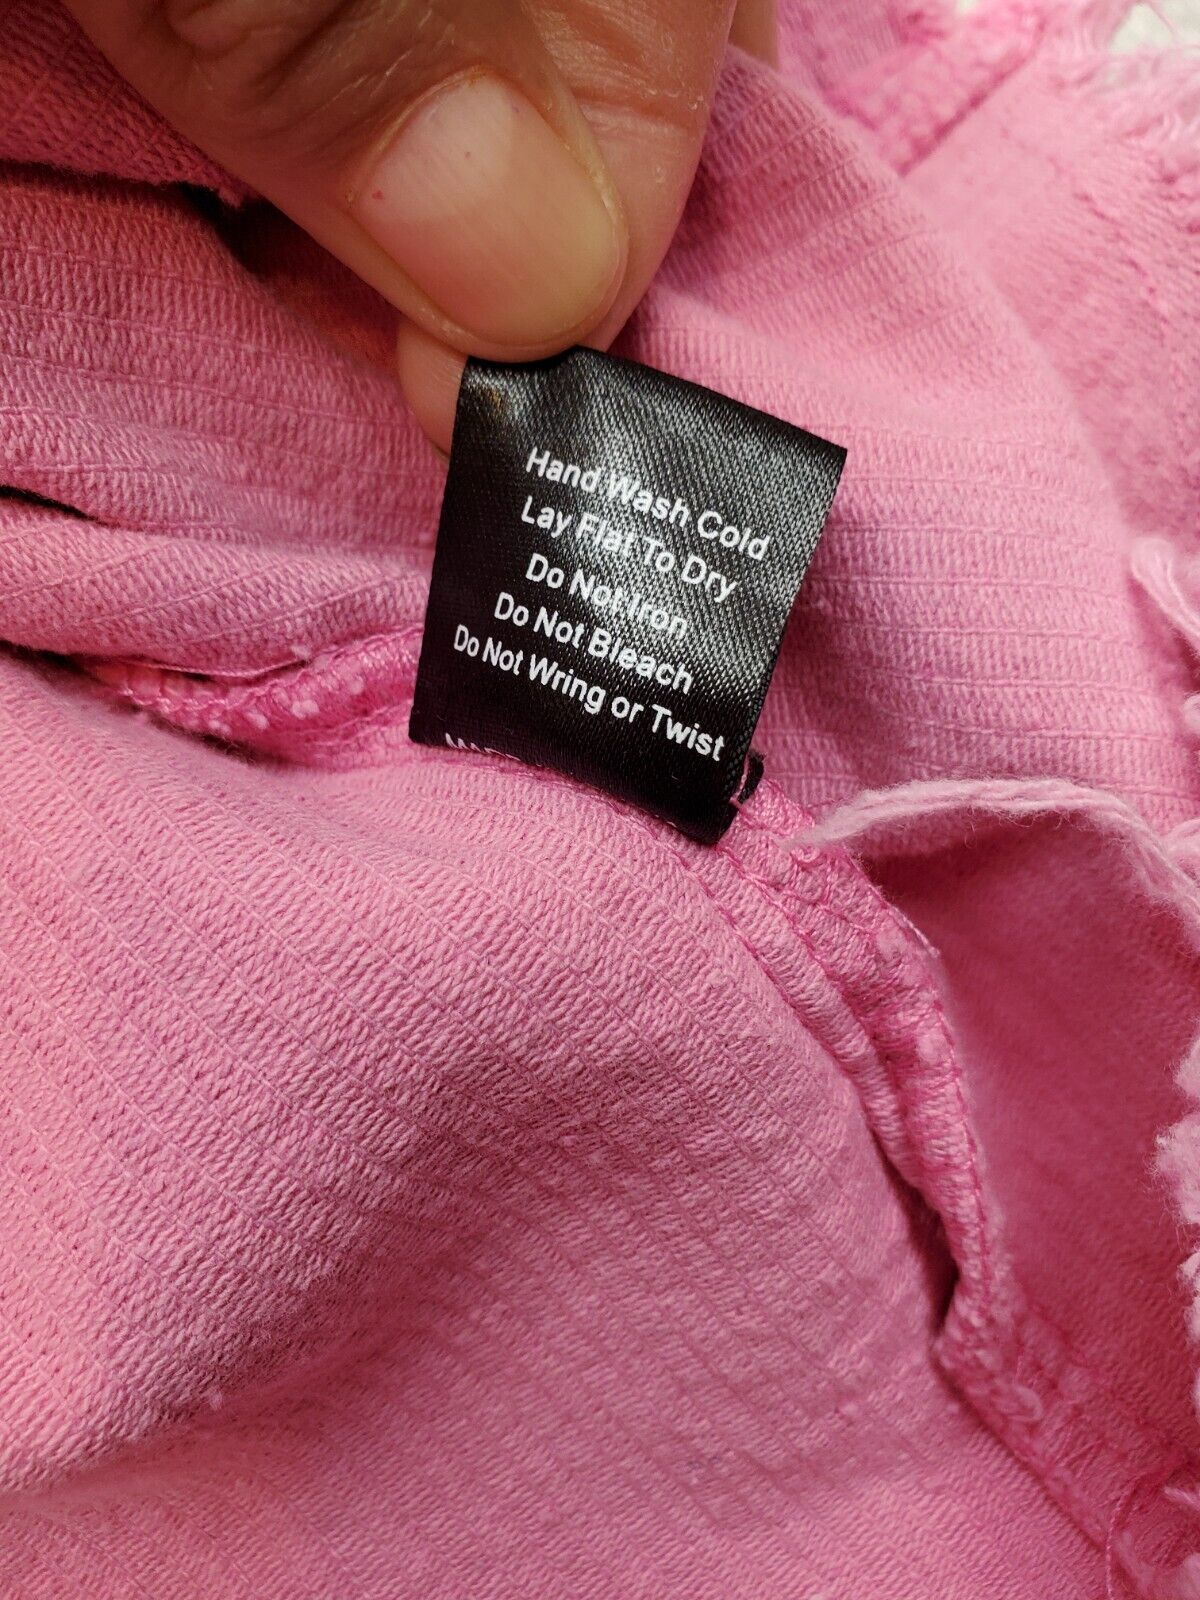 Hand Wash Cold
Lay Flat To Dry
Do Not Iron
Do Not Bleach
Do Not Wring or Twist